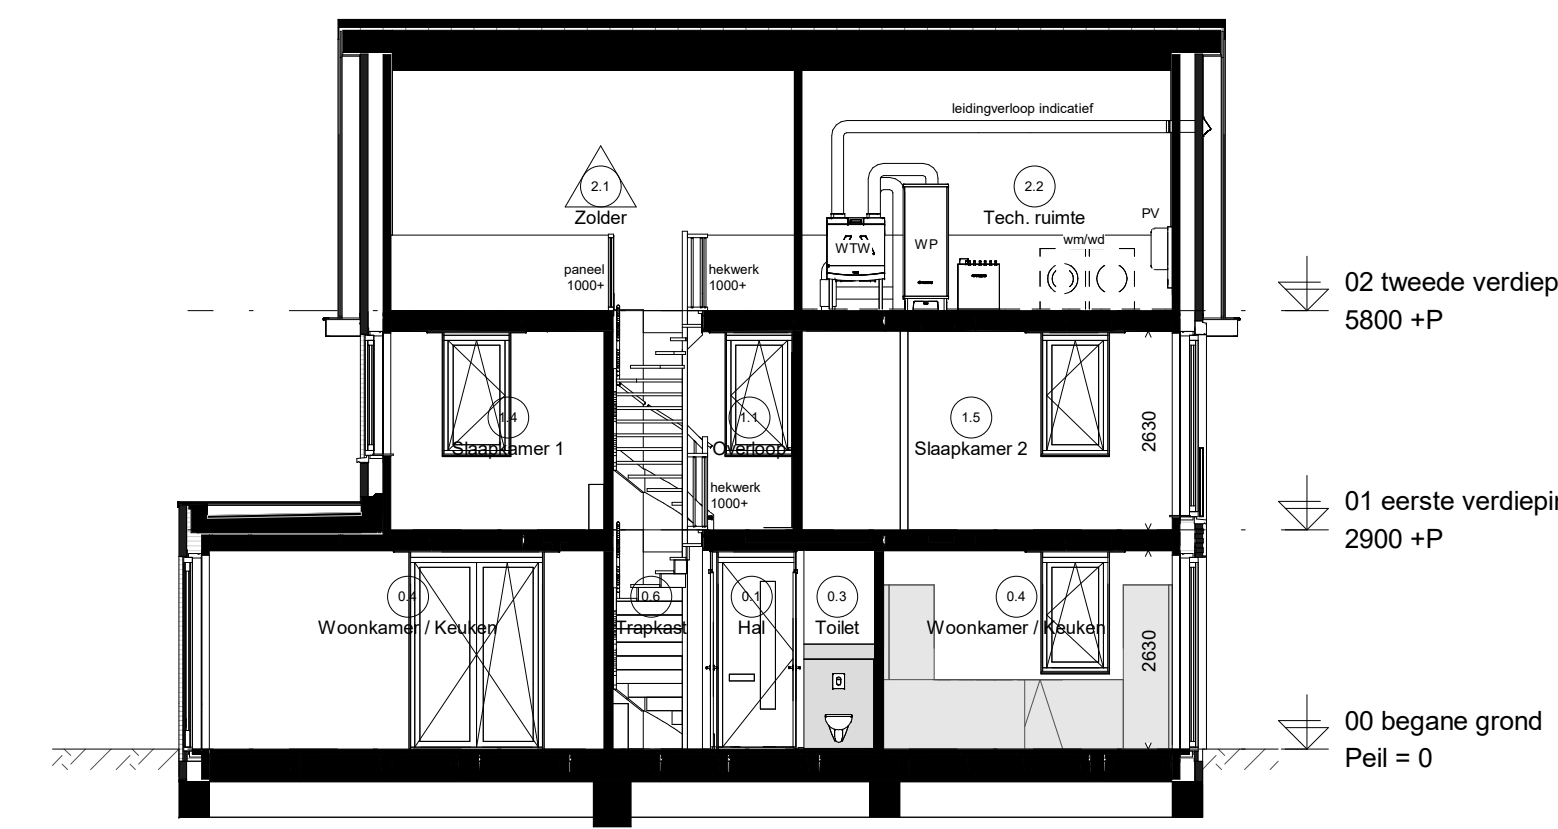 leidingverloop indicatief
2.1
Zolder
2.2
Tech. ruimte
PV
wm/wd
WTW
WP
paneel
1000+
hekwerk
1000+
02 tweede verdiep
5800 +P
1.4
Slaapkamer 1
1.1
Overloop
1.5
Slaapkamer 2
2630
hekwerk
1000+
01 eerste verdiepi
2900 +P
0.4
Woonkamer / Keuken
0.6
Trapkast
0.1
Hal
0.3
Toilet
0.4
Woonkamer / Keuken
2630
00 begane grond
Peil = 0